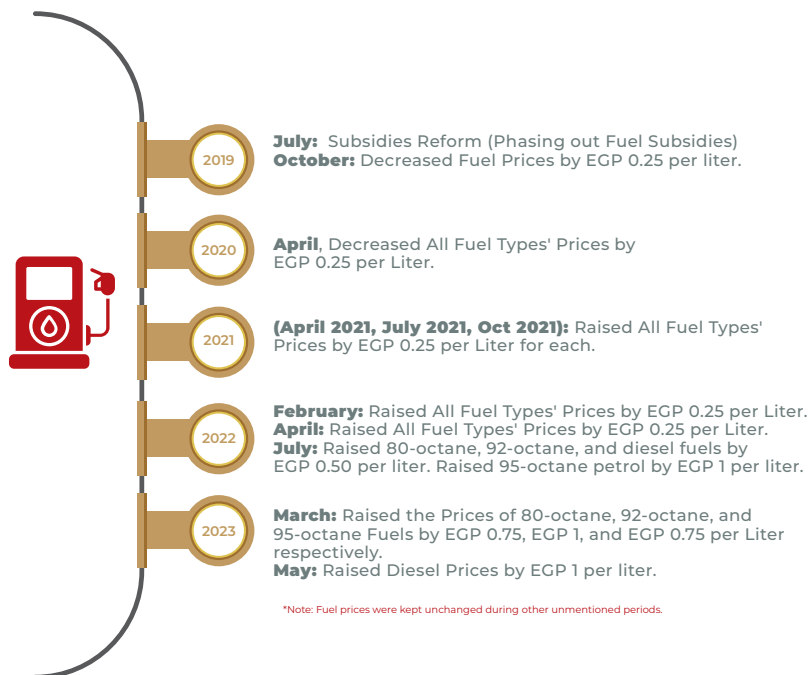 2019
July: Subsidies Reform (Phasing out Fuel Subsidies)
October: Decreased Fuel Prices by EGP 0.25 per liter.
2020
April, Decreased All Fuel Types' Prices by
EGP 0.25 per Liter.
2021
(April 2021, July 2021, Oct 2021): Raised All Fuel Types'
Prices by EGP 0.25 per Liter for each.
2022
February: Raised All Fuel Types' Prices by EGP 0.25 per Liter.
April: Raised All Fuel Types' Prices by EGP 0.25 per Liter.
July: Raised 80-octane, 92-octane, and diesel fuels by
EGP 0.50 per liter. Raised 95-octane petrol by EGP 1 per liter.
2023
March: Raised the Prices of 80-octane, 92-octane, and
95-octane Fuels by EGP 0.75, EGP 1, and EGP 0.75 per Liter
respectively.
May: Raised Diesel Prices by EGP 1 per liter.
*Note: Fuel prices were kept unchanged during other unmentioned periods.